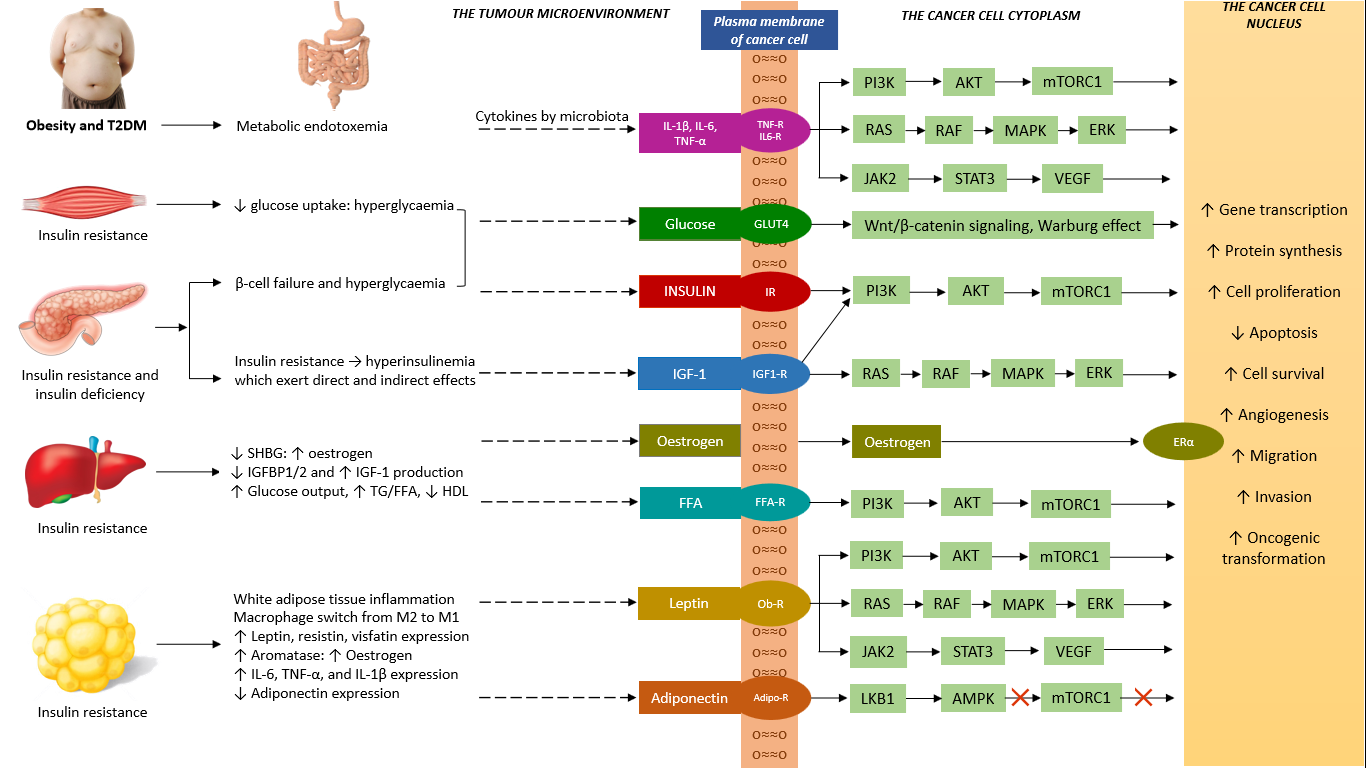 THE TUMOUR MICROENVIRONMENT
Plasma membrane
of cancer cell
THE CANCER CELL CYTOPLASM
THE CANCER CELL
NUCLEUS
Obesity and T2DM
Metabolic endotoxemia
Cytokines by microbiota
IL-1β, IL-6,
TNF-α
TNF-R
IL6-R
PI3K
AKT
mTORC1
RAS
RAF
MAPK
ERK
JAK2
STAT3
VEGF
Insulin resistance
↓ glucose uptake: hyperglycaemia
Glucose
GLUT4
Wnt/β-catenin signaling, Warburg effect
Insulin resistance and
insulin deficiency
β-cell failure and hyperglycaemia
INSULIN
IR
PI3K
AKT
mTORC1
Insulin resistance → hyperinsulinemia
which exert direct and indirect effects
IGF-1
IGF1-R
RAS
RAF
MAPK
ERK
Insulin resistance
↓ SHBG: ↑ oestrogen
↓ IGFBP1/2 and ↑ IGF-1 production
↑ Glucose output, ↑ TG/FFA, ↓ HDL
Oestrogen
Oestrogen
ERα
FFA
FFA-R
PI3K
AKT
mTORC1
Insulin resistance
White adipose tissue inflammation
Macrophage switch from M2 to M1
↑ Leptin, resistin, visfatin expression
↑ Aromatase: ↑ Oestrogen
↑ IL-6, TNF-α, and IL-1β expression
↓ Adiponectin expression
Leptin
Ob-R
PI3K
AKT
mTORC1
RAS
RAF
MAPK
ERK
JAK2
STAT3
VEGF
Adiponectin
Adipo-R
LKB1
AMPK
mTORC1
↑ Gene transcription
↑ Protein synthesis
↑ Cell proliferation
↓ Apoptosis
↑ Cell survival
↑ Angiogenesis
↑ Migration
↑ Invasion
↑ Oncogenic
transformation